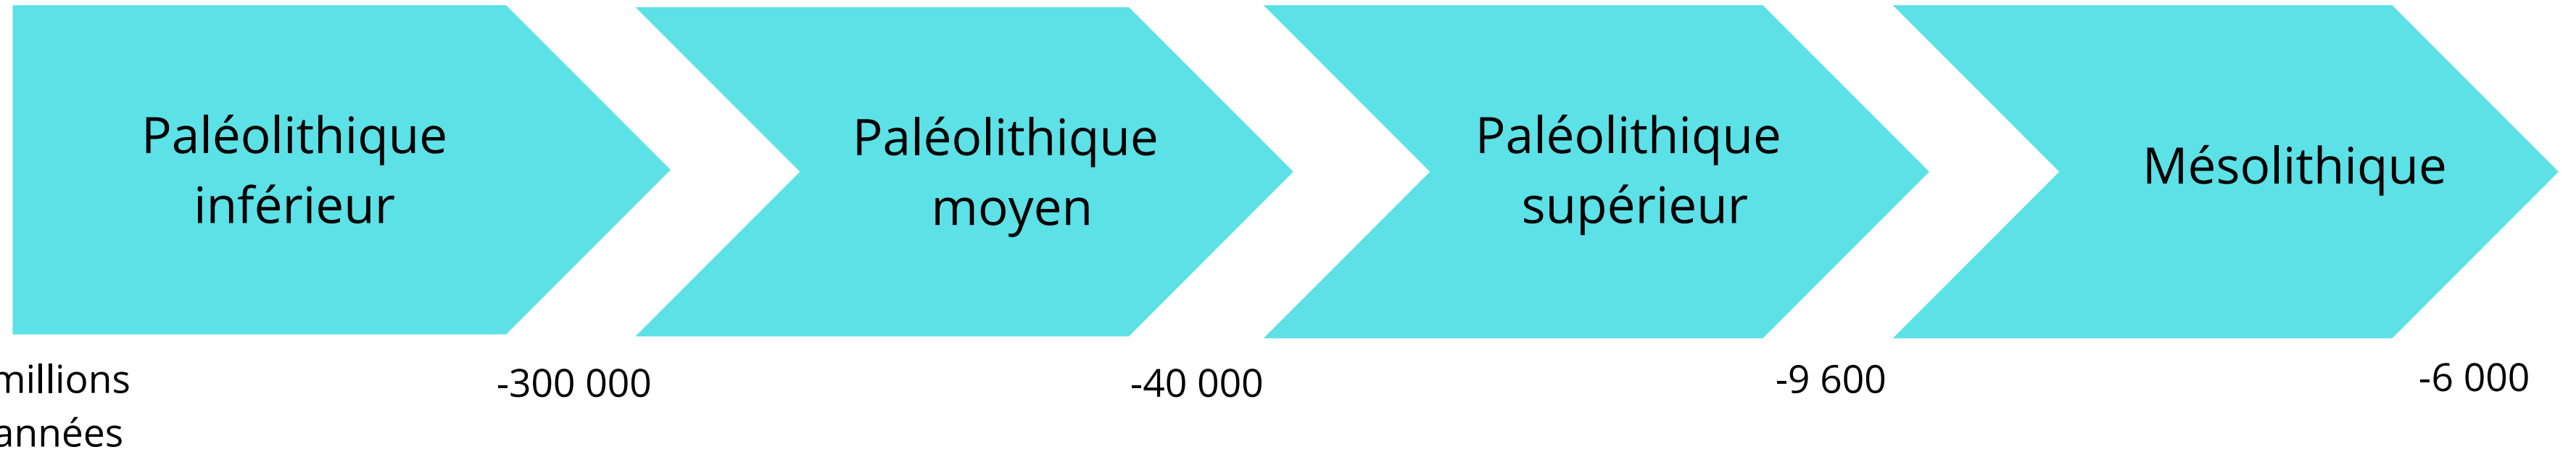 Paléolithique
inférieur
Paléolithique
moyen
Paléolithique
supérieur
Mésolithique
millions
années
-300 000
-40 000
-9 600
-6 000